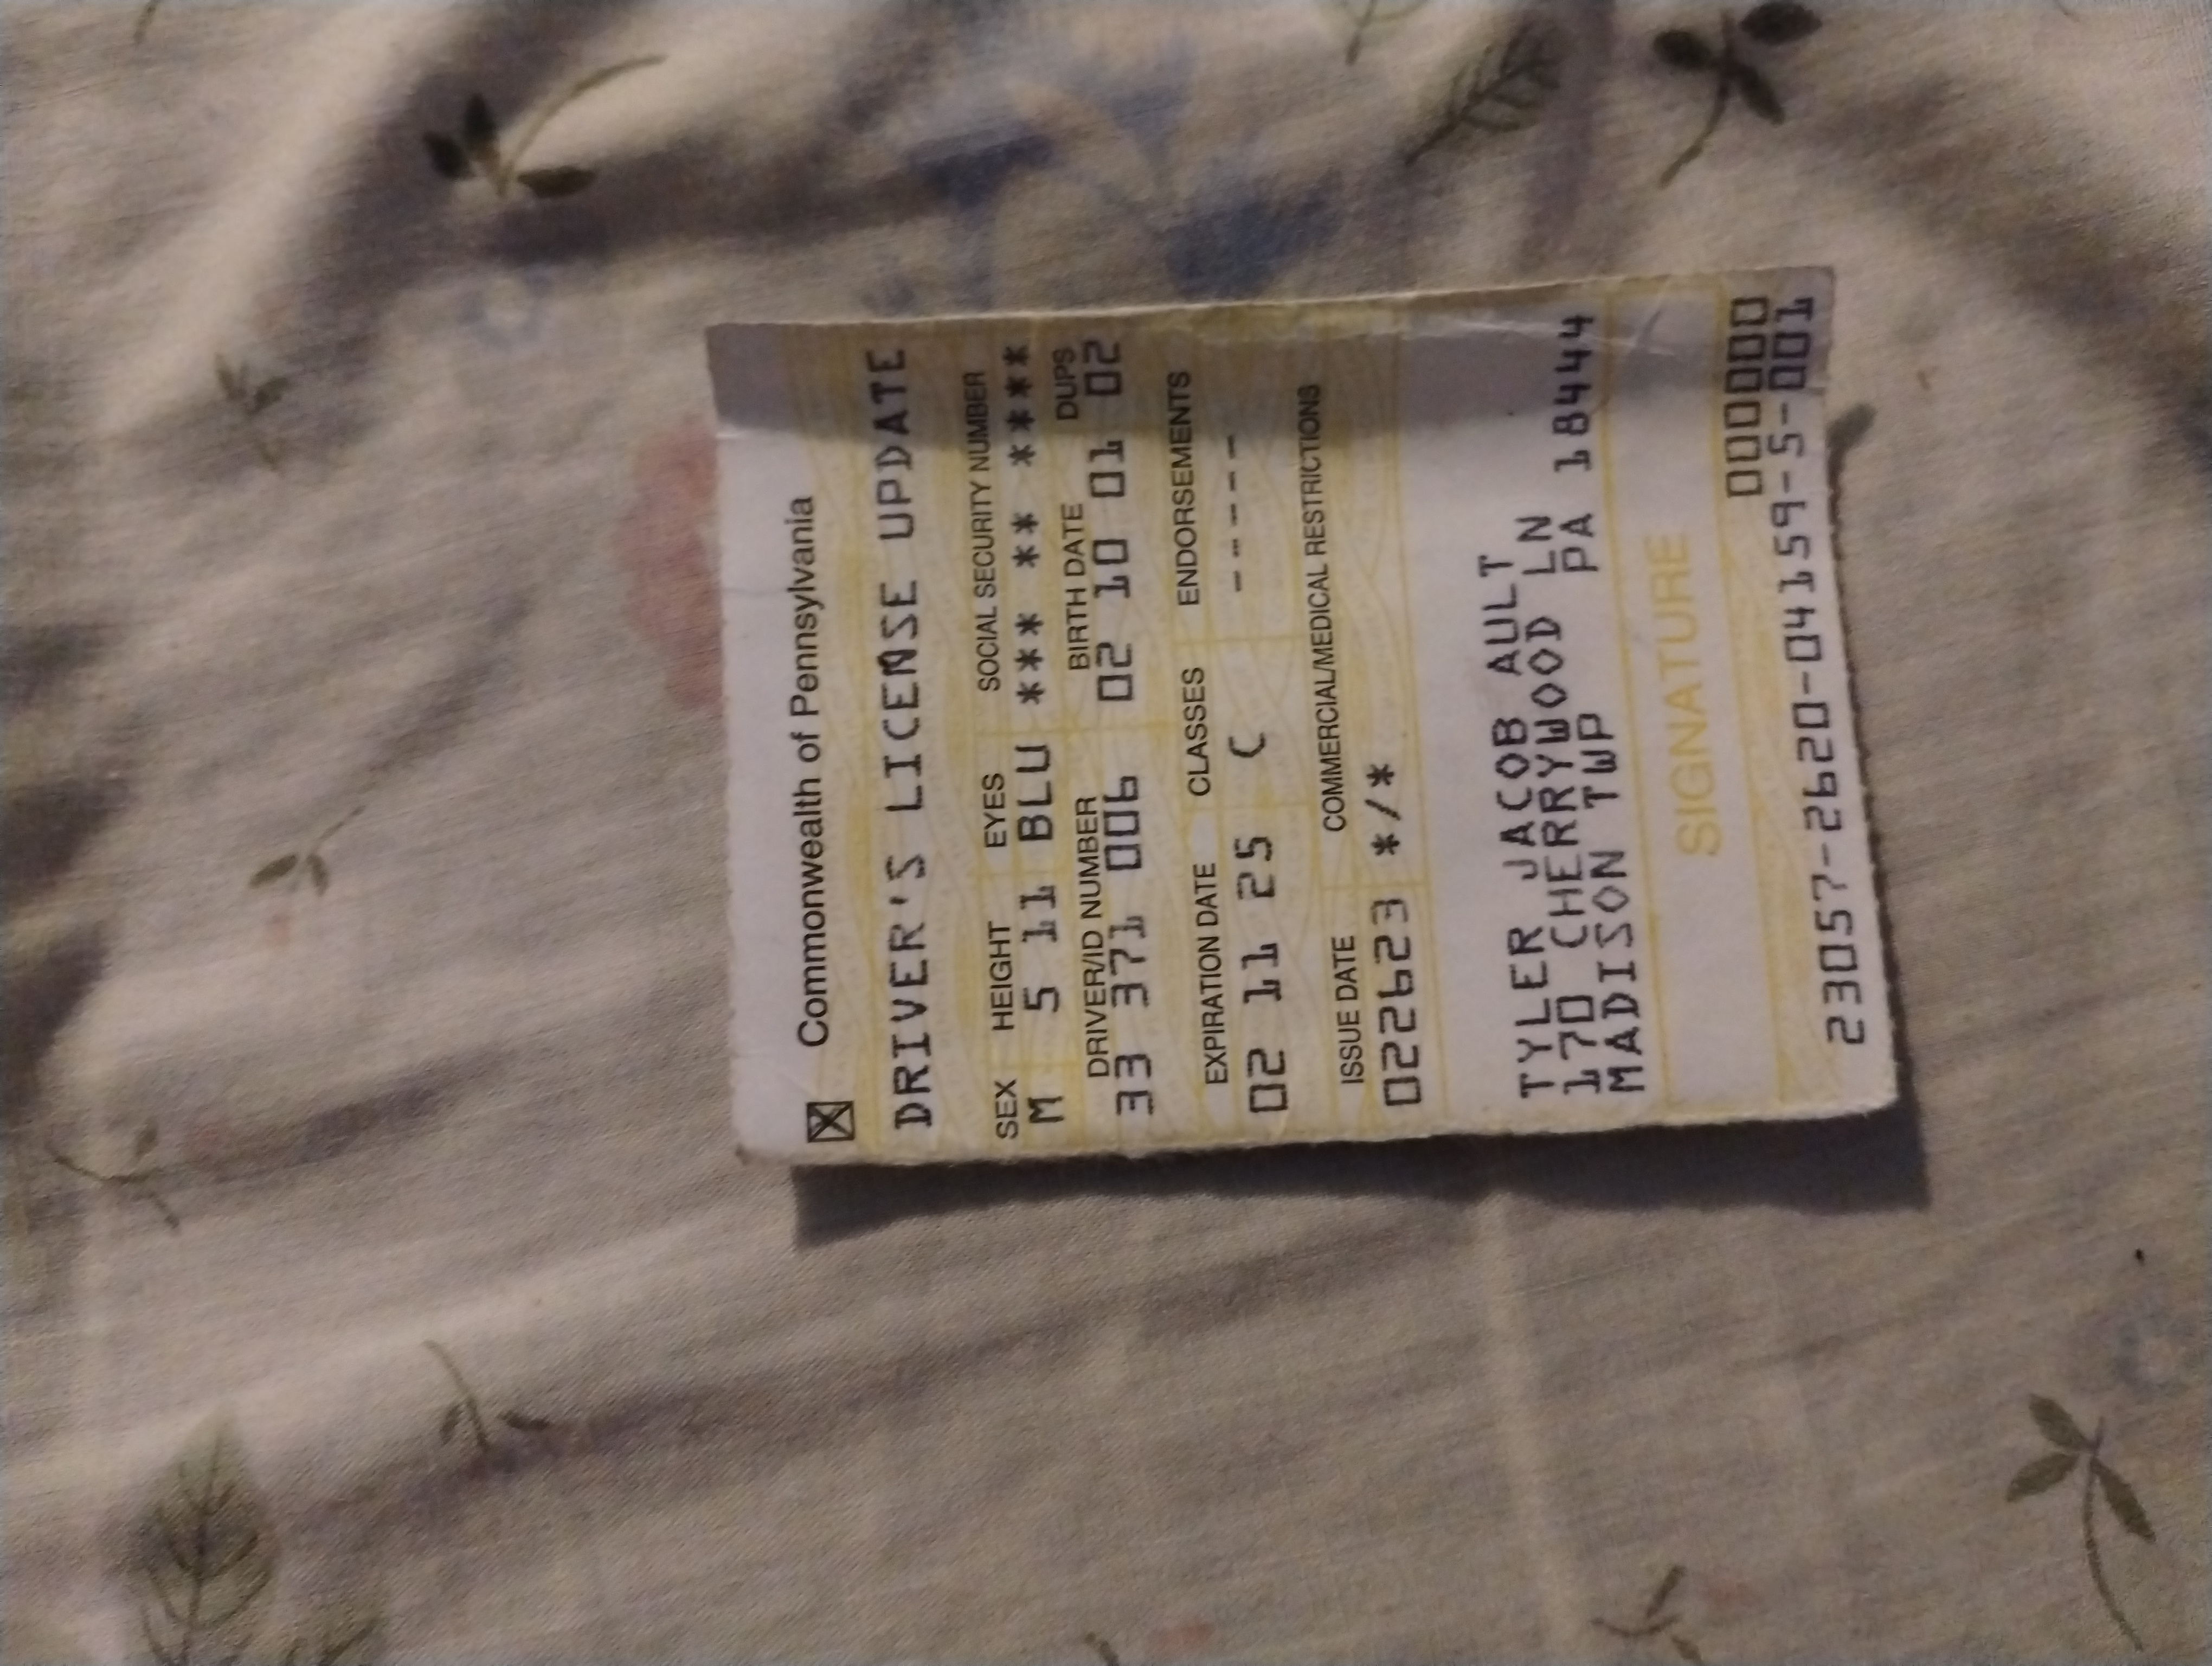 ☒ Commonwealth of Pennsylvania
DRIVER'S LICENSE UPDATE
SEX HEIGHT EYES SOCIAL SECURITY NUMBER
M 5 11 BLU *** ** ****
DRIVER/ID NUMBER BIRTH DATE DUPS
33 371 006 02 10 01 02
EXPIRATION DATE CLASSES ENDORSEMENTS
02 11 25 C -----
ISSUE DATE COMMERCIAL/MEDICAL RESTRICTIONS
022623 */*
TYLER JACOB AULT
170 CHERRYWOOD LN
MADISON TWP PA 18444
SIGNATURE
000000
23057-2620-04159-5-001